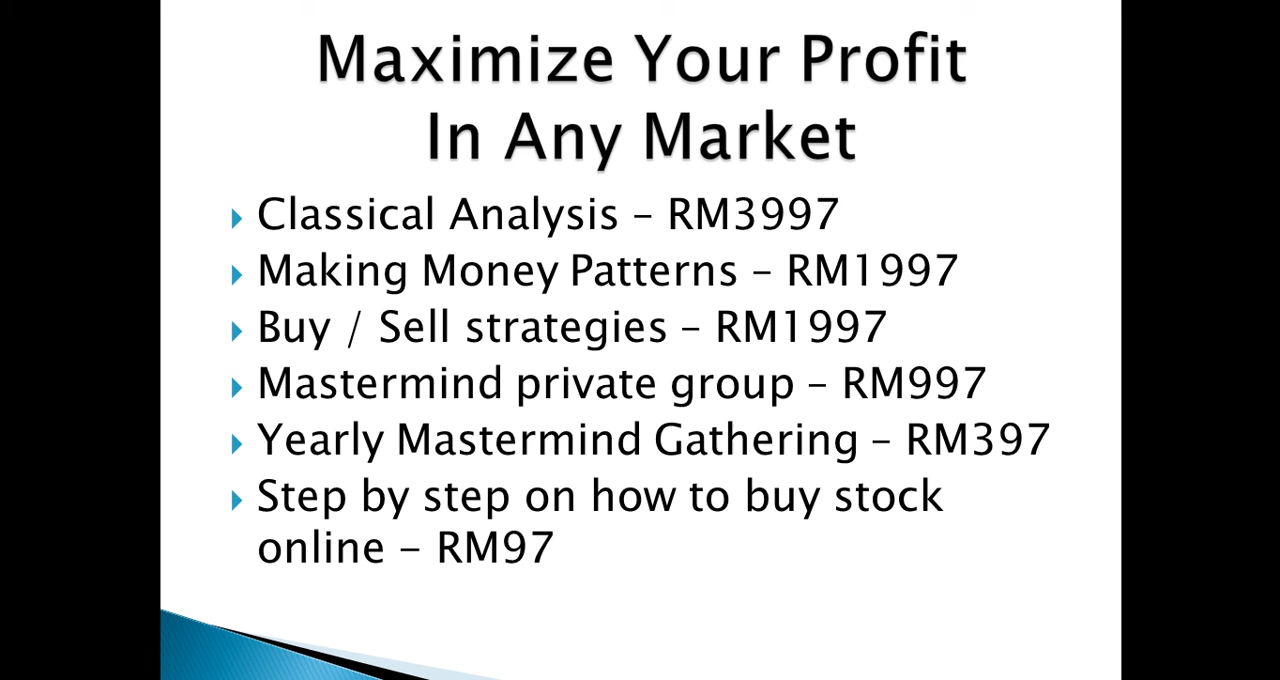 Maximize Your Profit
In Any Market
Classical Analysis – RM3997
Making Money Patterns – RM1997
Buy / Sell strategies – RM1997
Mastermind private group – RM997
Yearly Mastermind Gathering – RM397
Step by step on how to buy stock
online – RM97